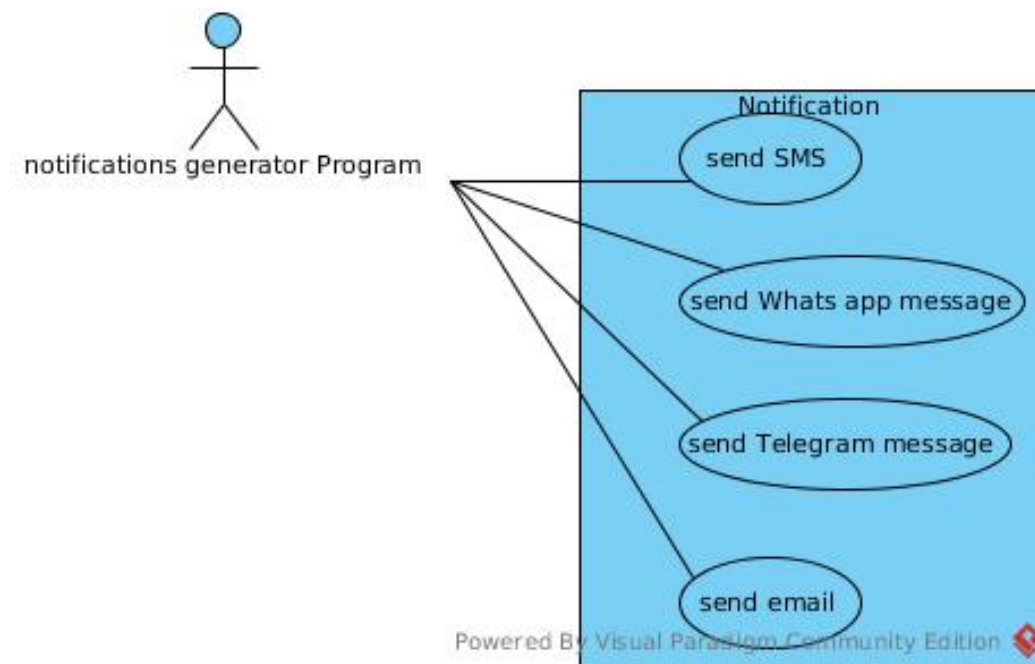 Notification
send SMS
notifications generator Program
send Whats app message
send Telegram message
send email
Powered By Visual Paradigm Community Edition